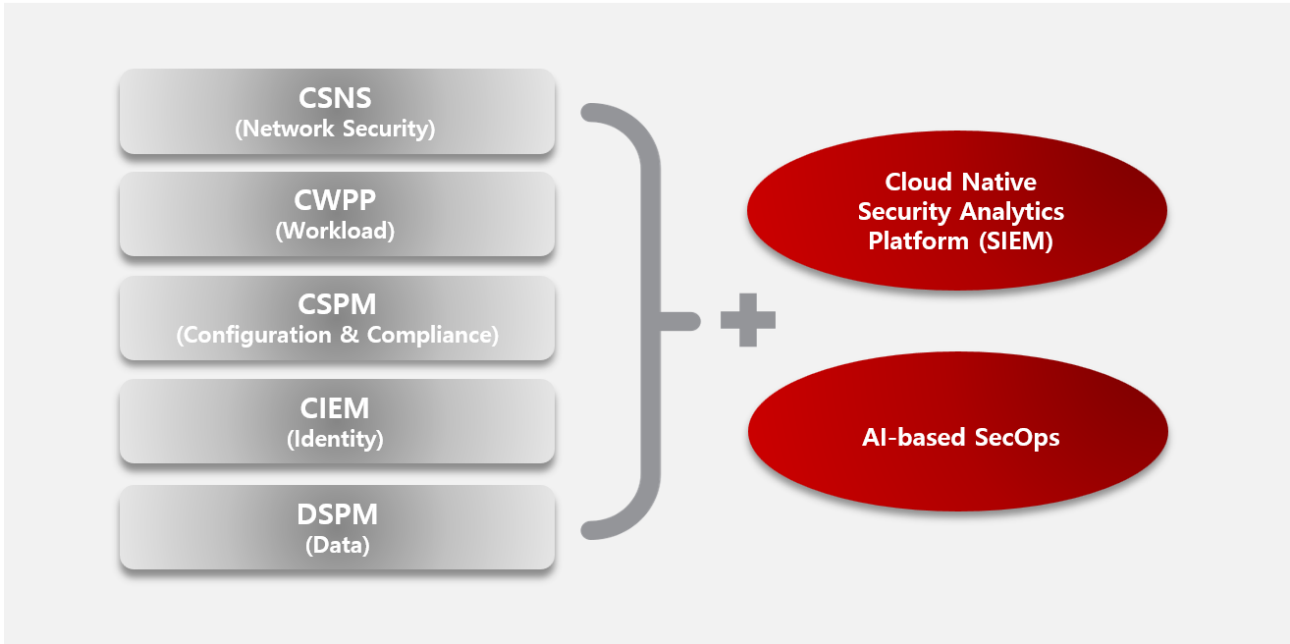 CSNS
(Network Security)
CWPP
(Workload)
CSPM
(Configuration & Compliance)
CIEM
(Identity)
DSPM
(Data)
Cloud Native
Security Analytics
Platform (SIEM)
AI-based SecOps